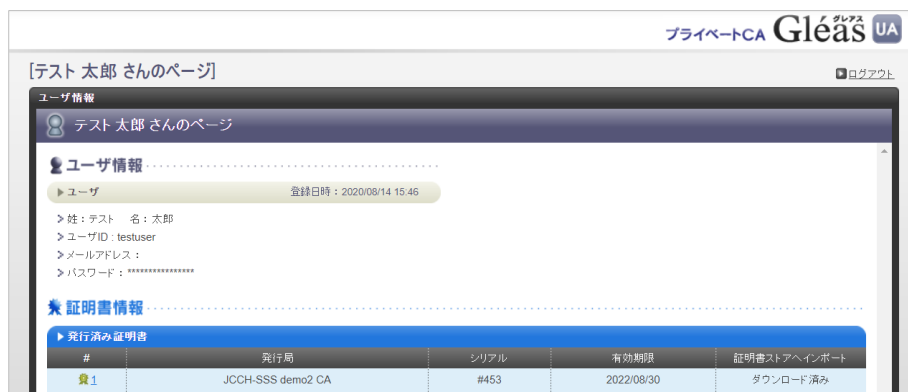 プライベートCA Gléas グレアス UA
[テスト 太郎 さんのページ]
ログアウト
ユーザ情報
テスト 太郎 さんのページ
ユーザ情報
ユーザ 登録日時：2020/08/14 15:46
姓：テスト 名：太郎
ユーザID : testuser
メールアドレス：
パスワード： ***************
証明書情報
発行済み証明書
# 発行局 シリアル 有効期限 証明書ストアへインポート
1 JCCH-SSS demo2 CA #453 2022/08/30 ダウンロード済み